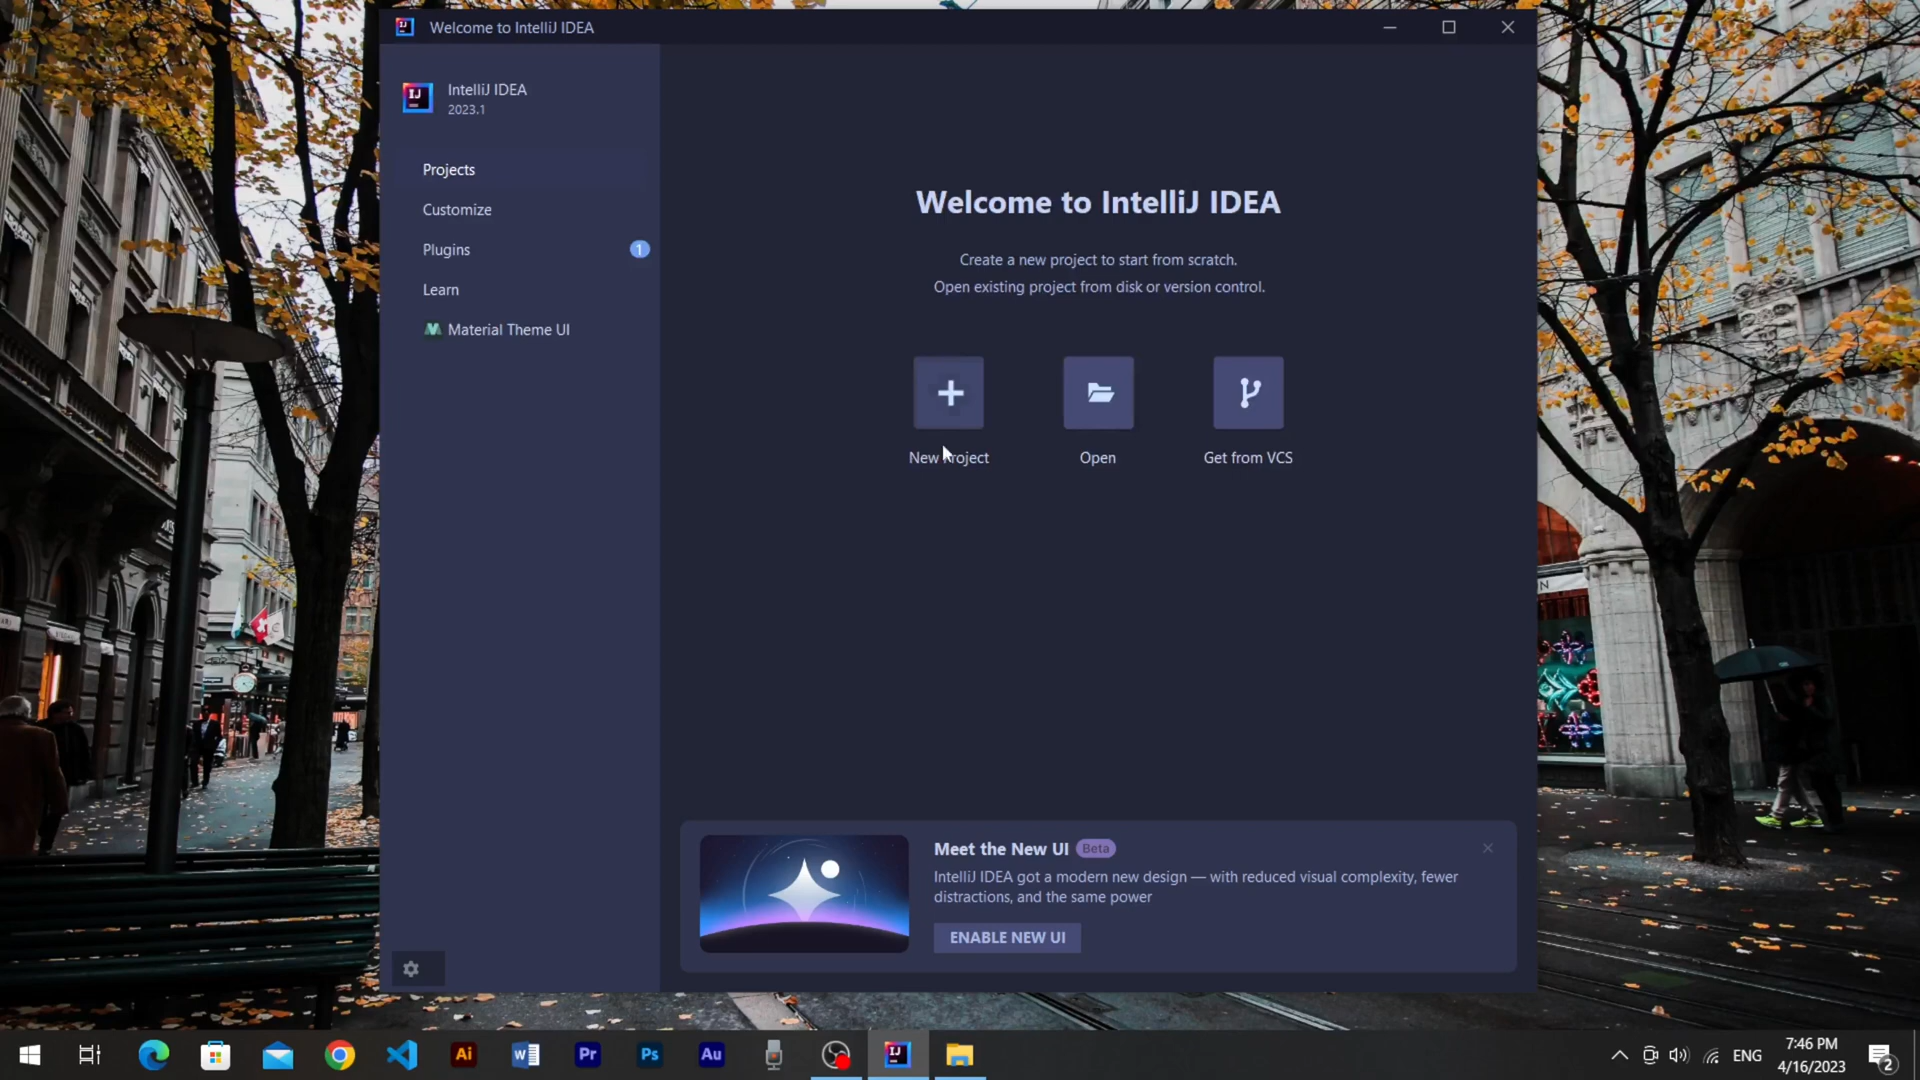 Welcome to IntelliJ IDEA
IntelliJ IDEA
2023.1
Projects
Customize
Plugins
1
Learn
Material Theme UI
Welcome to IntelliJ IDEA
Create a new project to start from scratch.
Open existing project from disk or version control.
New Project
Open
Get from VCS
Meet the New UI Beta
IntelliJ IDEA got a modern new design — with reduced visual complexity, fewer
distractions, and the same power
ENABLE NEW UI
Ai
Pr
Ps
Au
IJ
ENG
7:46 PM
4/16/2023
2